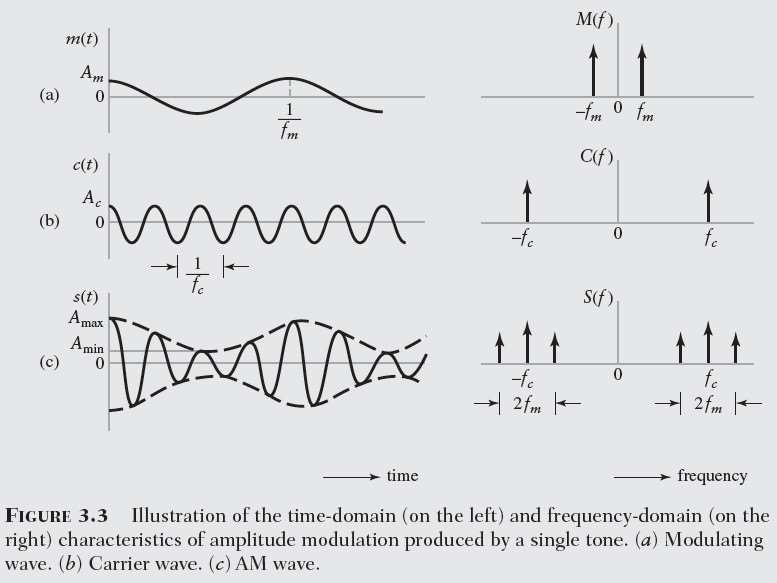 m(t)
A_m
(a)
0
1
f_m
M(f)
–f_m 0 f_m
c(t)
A_c
(b)
0
1
f_c
C(f)
–f_c
0
f_c
s(t)
A_max
A_min
(c)
0
S(f)
–f_c
0
f_c
2f_m
2f_m
time
frequency
FIGURE 3.3 Illustration of the time-domain (on the left) and frequency-domain (on the
right) characteristics of amplitude modulation produced by a single tone. (a) Modulating
wave. (b) Carrier wave. (c) AM wave.